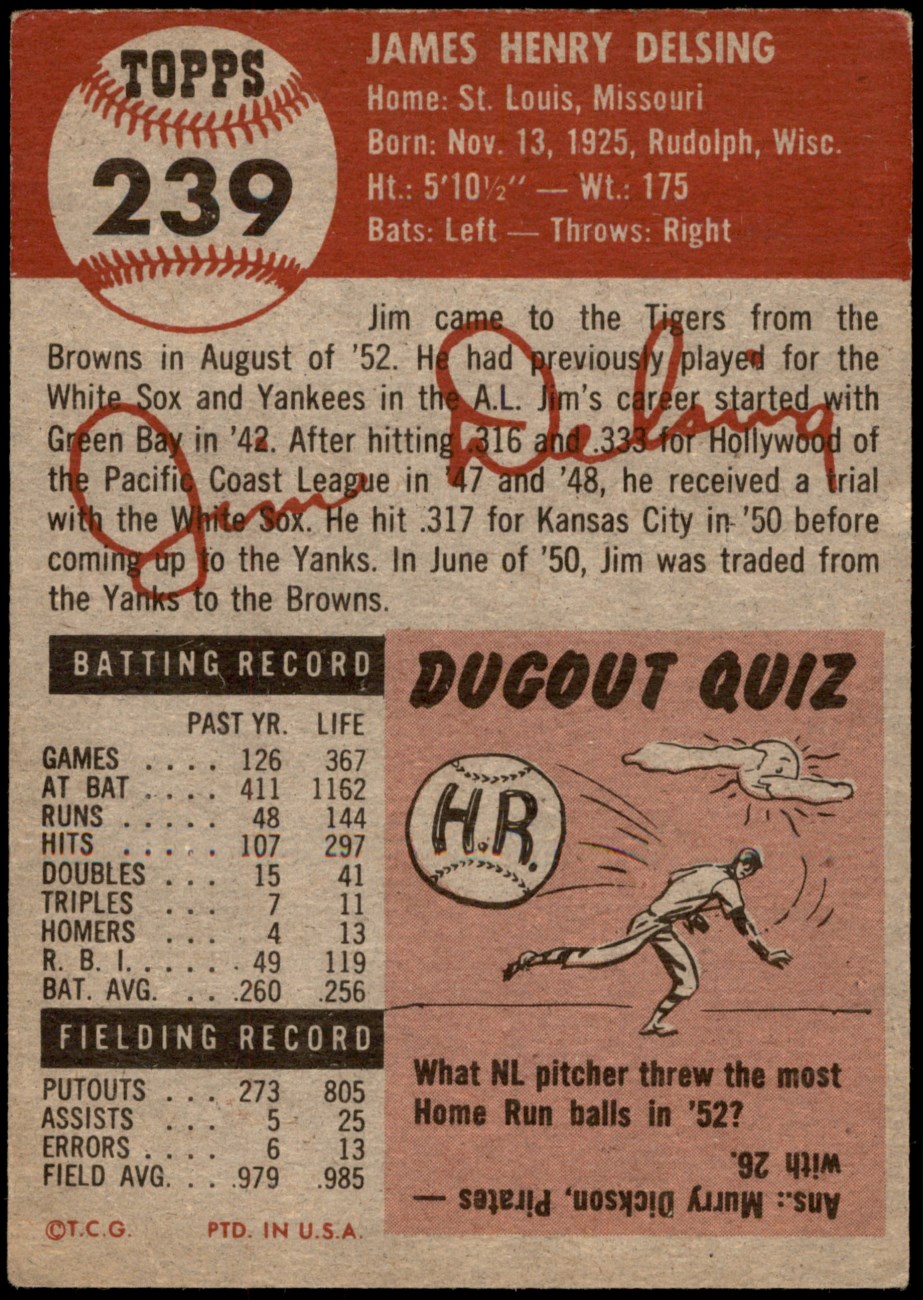 TOPPS
239
JAMES HENRY DELSING
Home: St. Louis, Missouri
Born: Nov. 13, 1925, Rudolph, Wisc.
Ht.: 5'10½" — Wt.: 175
Bats: Left — Throws: Right
Jim came to the Tigers from the
Browns in August of '52. He had previously played for the
White Sox and Yankees in the A.L. Jim's career started with
Green Bay in '42. After hitting .316 and .333 for Hollywood of
the Pacific Coast League in '47 and '48, he received a trial
with the White Sox. He hit .317 for Kansas City in '50 before
coming up to the Yanks. In June of '50, Jim was traded from
the Yanks to the Browns.
Jim Delsing
BATTING RECORD
PAST YR. LIFE
GAMES .... 126 367
AT BAT .... 411 1162
RUNS ..... 48 144
HITS ..... 107 297
DOUBLES ... 15 41
TRIPLES ... 7 11
HOMERS ... 4 13
R. B. I. .... 49 119
BAT. AVG. ... .260 .256
FIELDING RECORD
PUTOUTS ... 273 805
ASSISTS ... 5 25
ERRORS .... 6 13
FIELD AVG. ... .979 .985
©T.C.G. PTD. IN U.S.A.
DUGOUT QUIZ
H.R.
What NL pitcher threw the most
Home Run balls in '52?
Ans.: Murry Dickson, Pirates —
with 26.